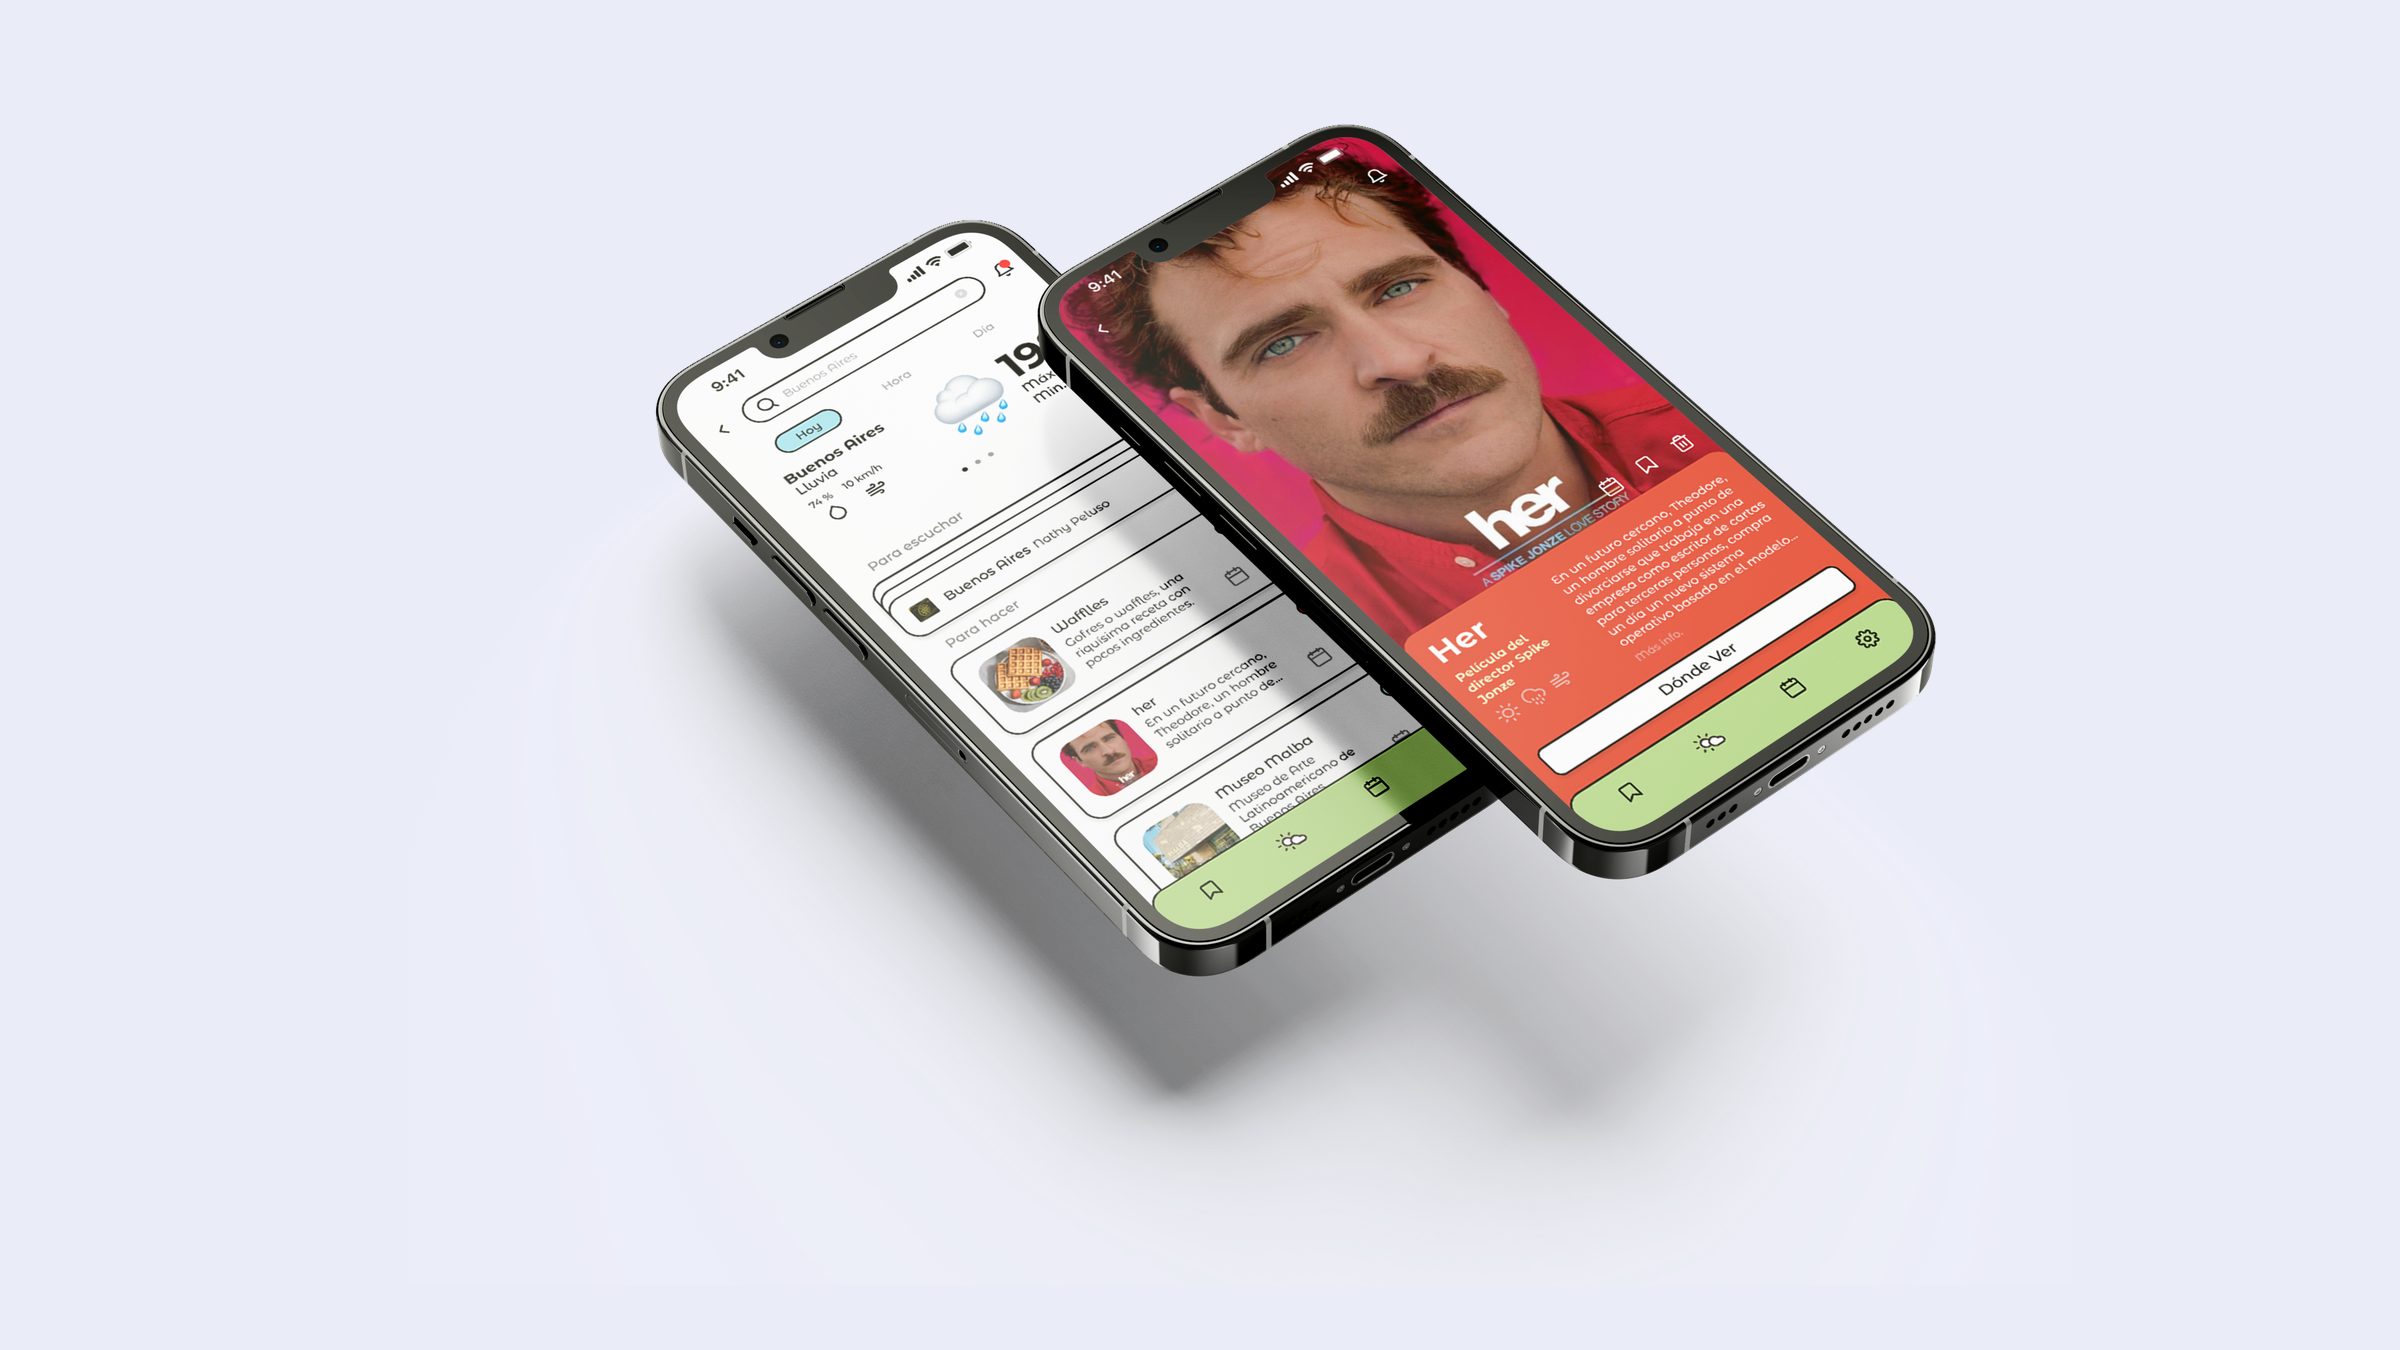 9:41
Buenos Aires
Hoy
Hora
Día
Buenos Aires
Lluvia
74%
10 km/h
19
Máx
Min.
Para escuchar
Buenos Aires Nathy Peluso
Para hacer
Waffles
Gofres o waffles, una
riquísima receta con
pocos ingredientes.
her
En un futuro cercano,
Theodore, un hombre
solitario a punto de...
her
Museo Malba
Museo de Arte
Latinoamericano de
Buenos Aires
9:41
her
A SPIKE JONZE LOVE STORY
Her
Película del
director Spike
Jonze
En un futuro cercano, Theodore,
un hombre solitario a punto de
divorciarse que trabaja en una
empresa como escritor de cartas
para terceras personas, compra
un día un nuevo sistema
operativo basado en el modelo...
más info.
Dónde Ver